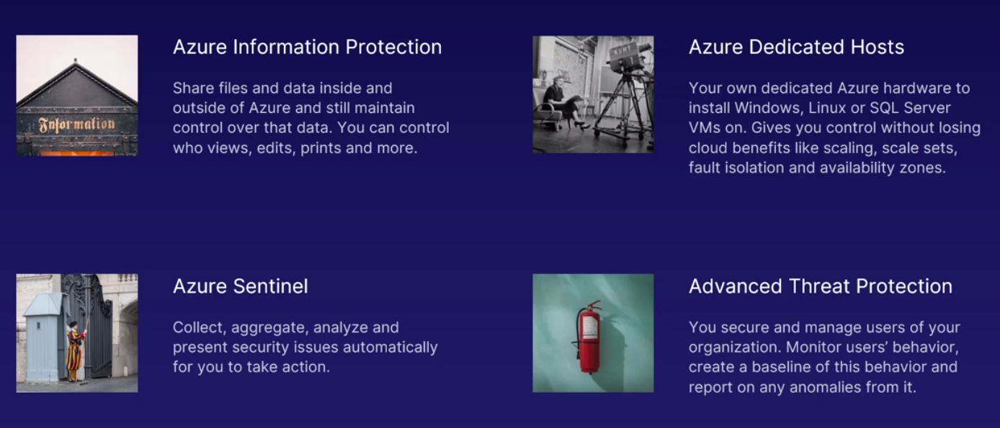 Azure Information Protection
Share files and data inside and
outside of Azure and still maintain
control over that data. You can control
who views, edits, prints and more.
Information
Azure Dedicated Hosts
Your own dedicated Azure hardware to
install Windows, Linux or SQL Server
VMs on. Gives you control without losing
cloud benefits like scaling, scale sets,
fault isolation and availability zones.
KUHT
1
Azure Sentinel
Collect, aggregate, analyze and
present security issues automatically
for you to take action.
Advanced Threat Protection
You secure and manage users of your
organization. Monitor users’ behavior,
create a baseline of this behavior and
report on any anomalies from it.